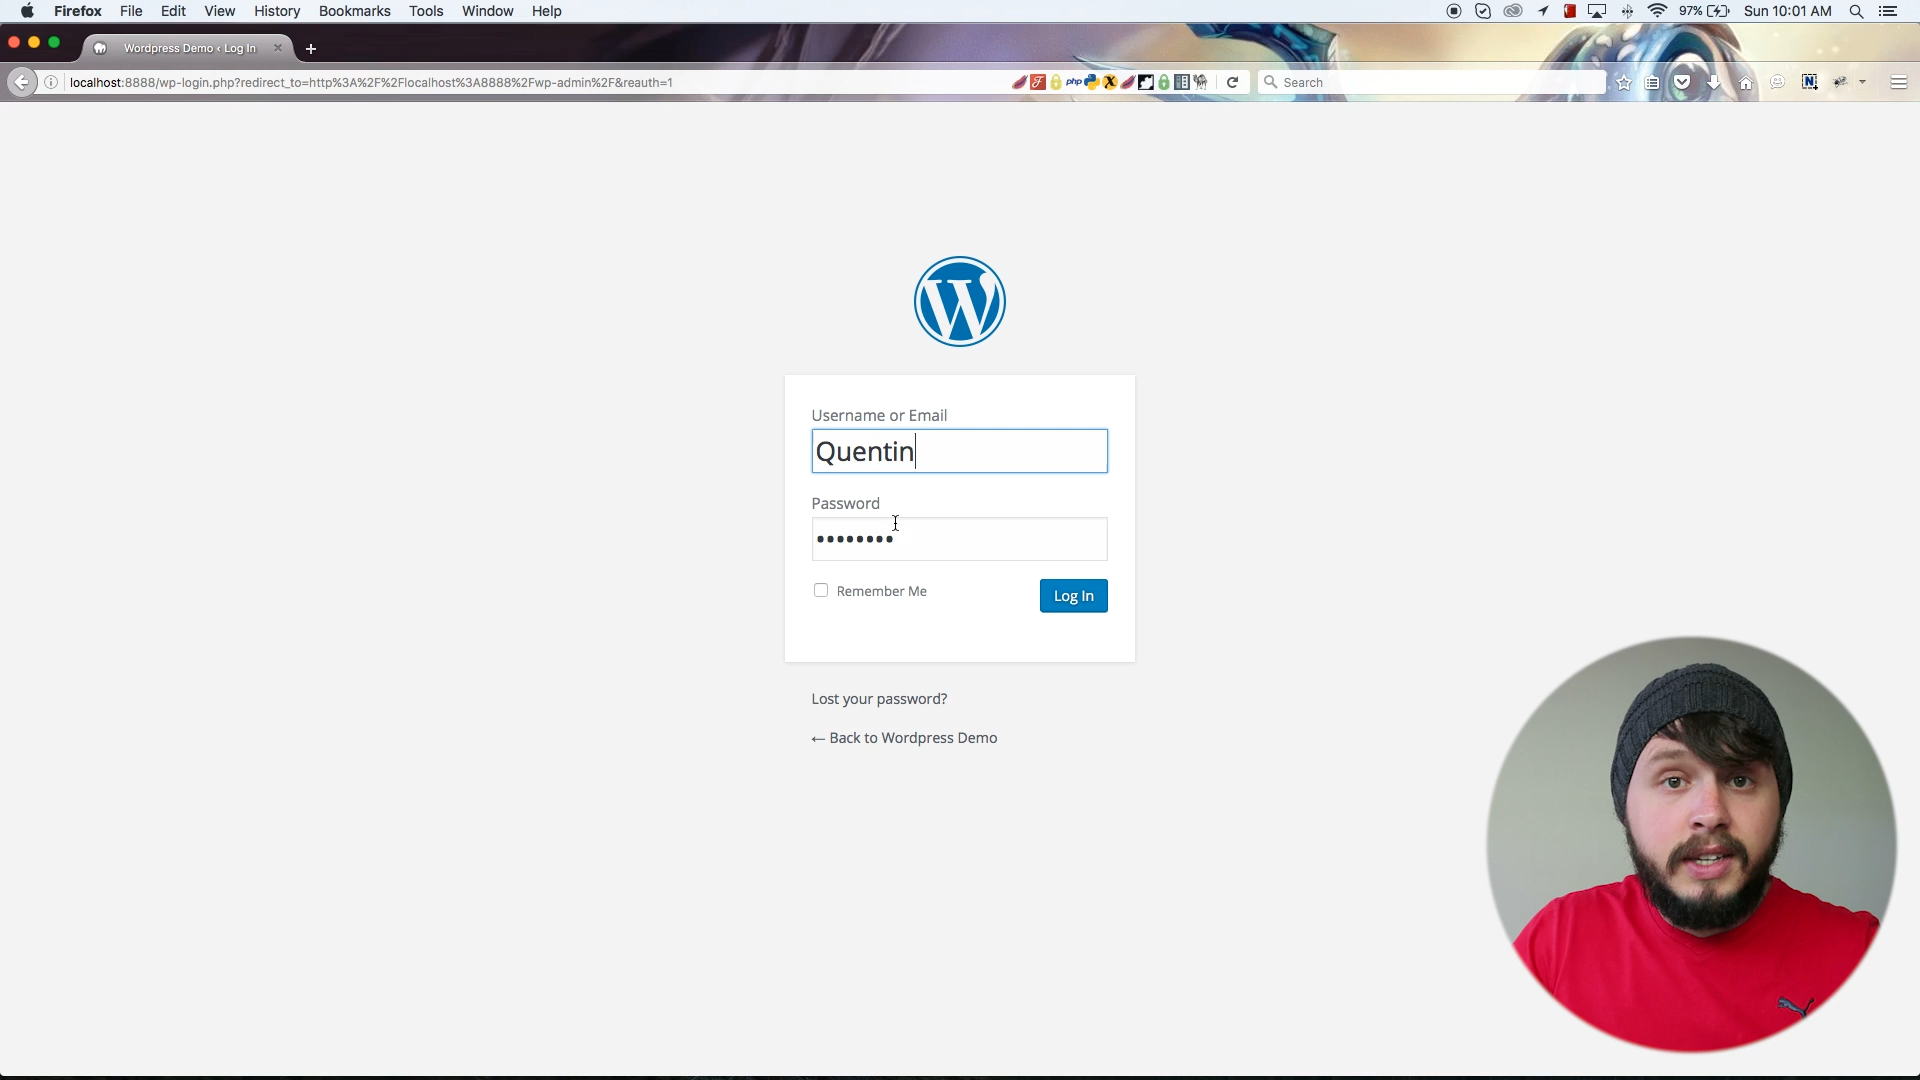 Firefox File Edit View History Bookmarks Tools Window Help 97% Sun 10:01 AM
Wordpress Demo ‹ Log In
localhost:8888/wp-login.php?redirect_to=http%3A%2F%2Flocalhost%3A8888%2Fwp-admin%2F&reauth=1 php Search
Username or Email
Quentin
Password
Remember Me
Log In
Lost your password?
← Back to Wordpress Demo